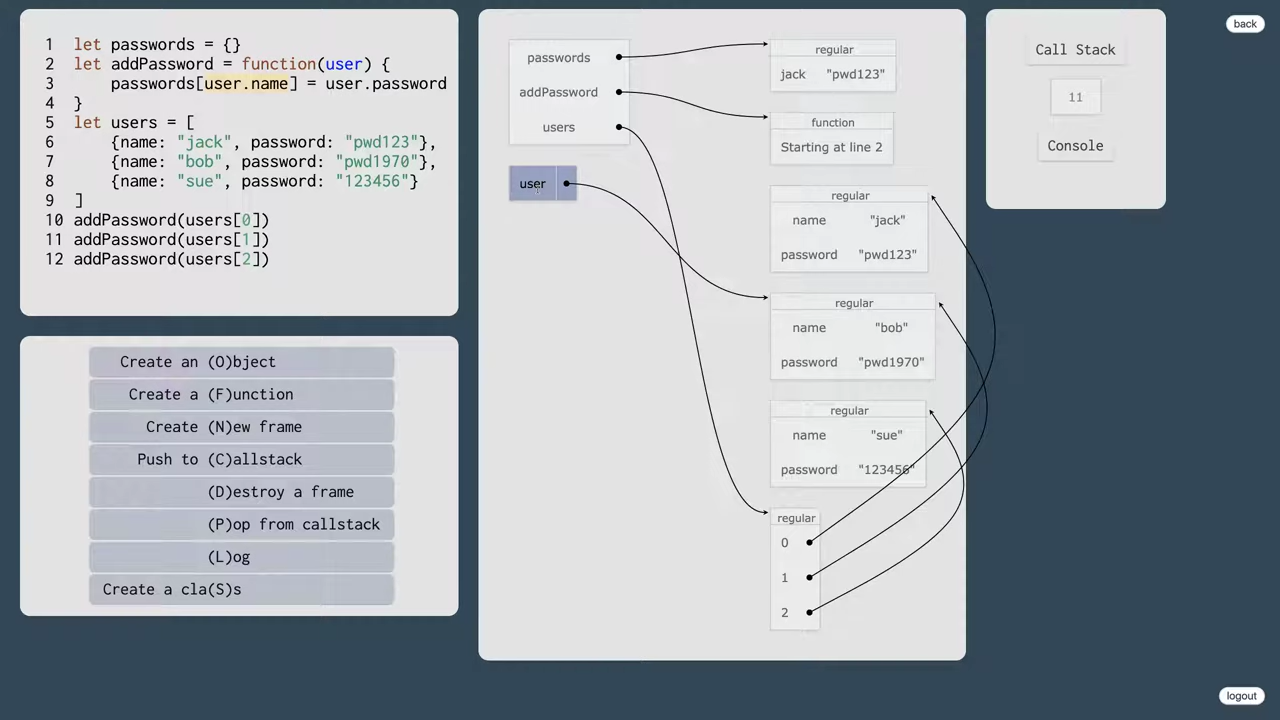 1 let passwords = {}
2 let addPassword = function(user) {
3 passwords[user.name] = user.password
4 }
5 let users = [
6 {name: "jack", password: "pwd123"},
7 {name: "bob", password: "pwd1970"},
8 {name: "sue", password: "123456"}
9 ]
10 addPassword(users[0])
11 addPassword(users[1])
12 addPassword(users[2])
Create an (O)bject
Create a (F)unction
Create (N)ew frame
Push to (C)allstack
(D)estroy a frame
(P)op from callstack
(L)og
Create a cla(S)s
passwords
addPassword
users
user
regular
jack "pwd123"
function
Starting at line 2
regular
name "jack"
password "pwd123"
regular
name "bob"
password "pwd1970"
regular
name "sue"
password "123456"
regular
0
1
2
Call Stack
11
Console
back
logout